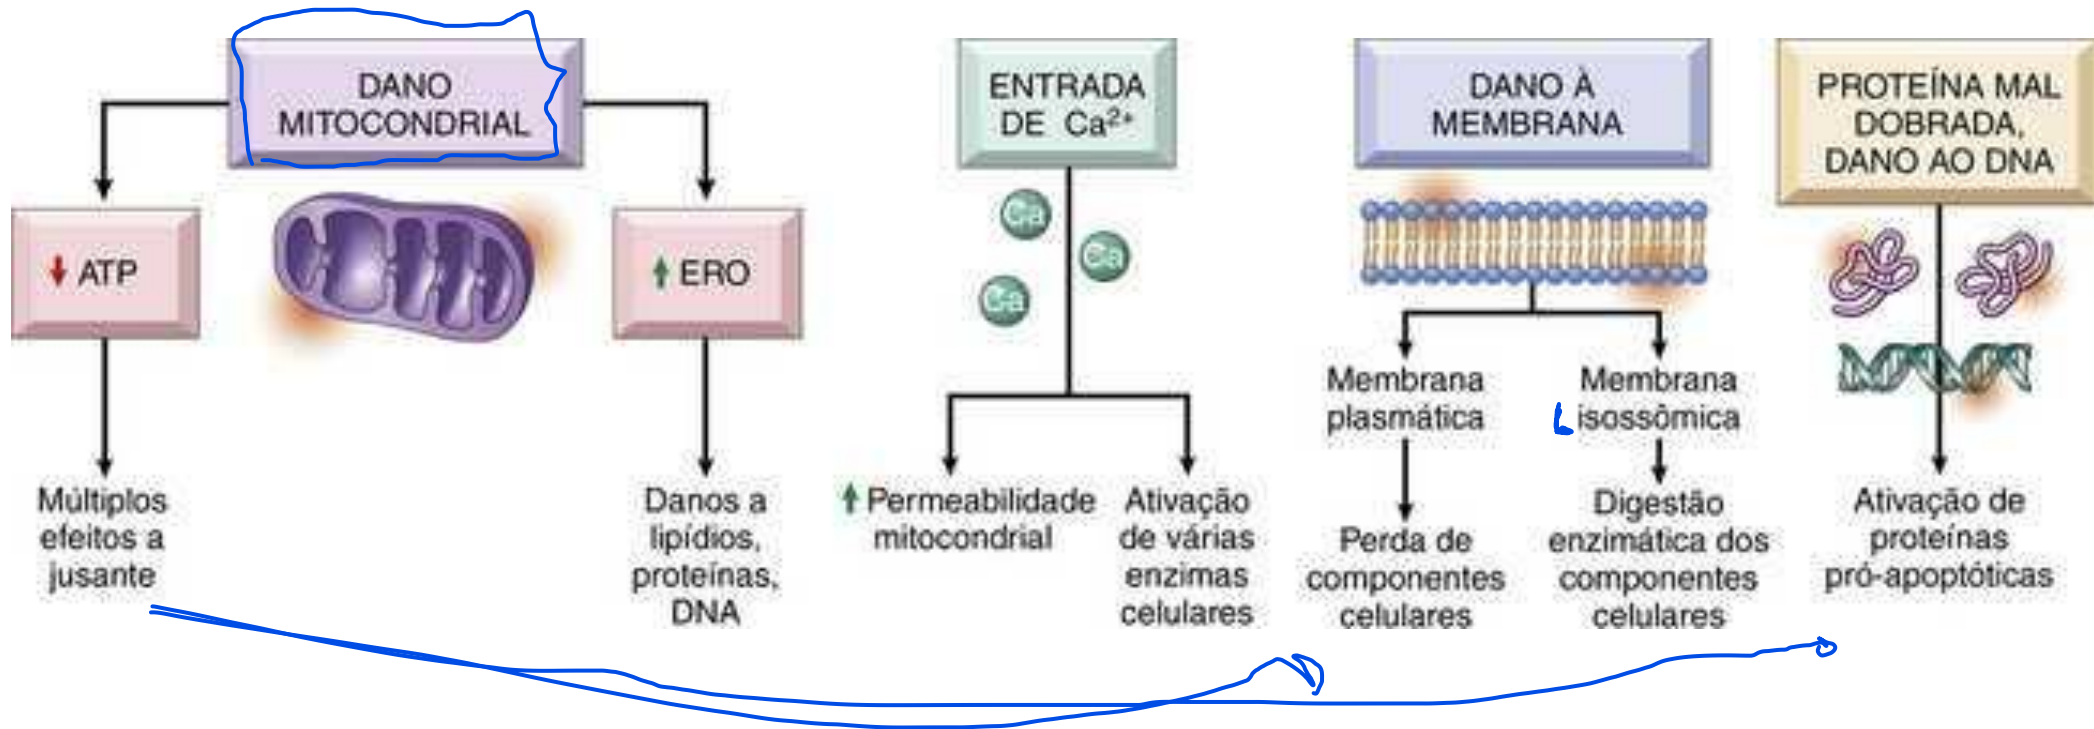 DANO
MITOCONDRIAL
↓ ATP
↑ ERO
Múltiplos
efeitos a
jusante
Danos a
lipídios,
proteínas,
DNA
ENTRADA
DE Ca²⁺
Ca
Ca
Ca
↑ Permeabilidade
mitocondrial
Ativação
de várias
enzimas
celulares
DANO À
MEMBRANA
Membrana
plasmática
Perda de
componentes
celulares
Membrana
Lisossômica
Digestão
enzimática dos
componentes
celulares
PROTEÍNA MAL
DOBRADA,
DANO AO DNA
Ativação de
proteínas
pró-apoptóticas